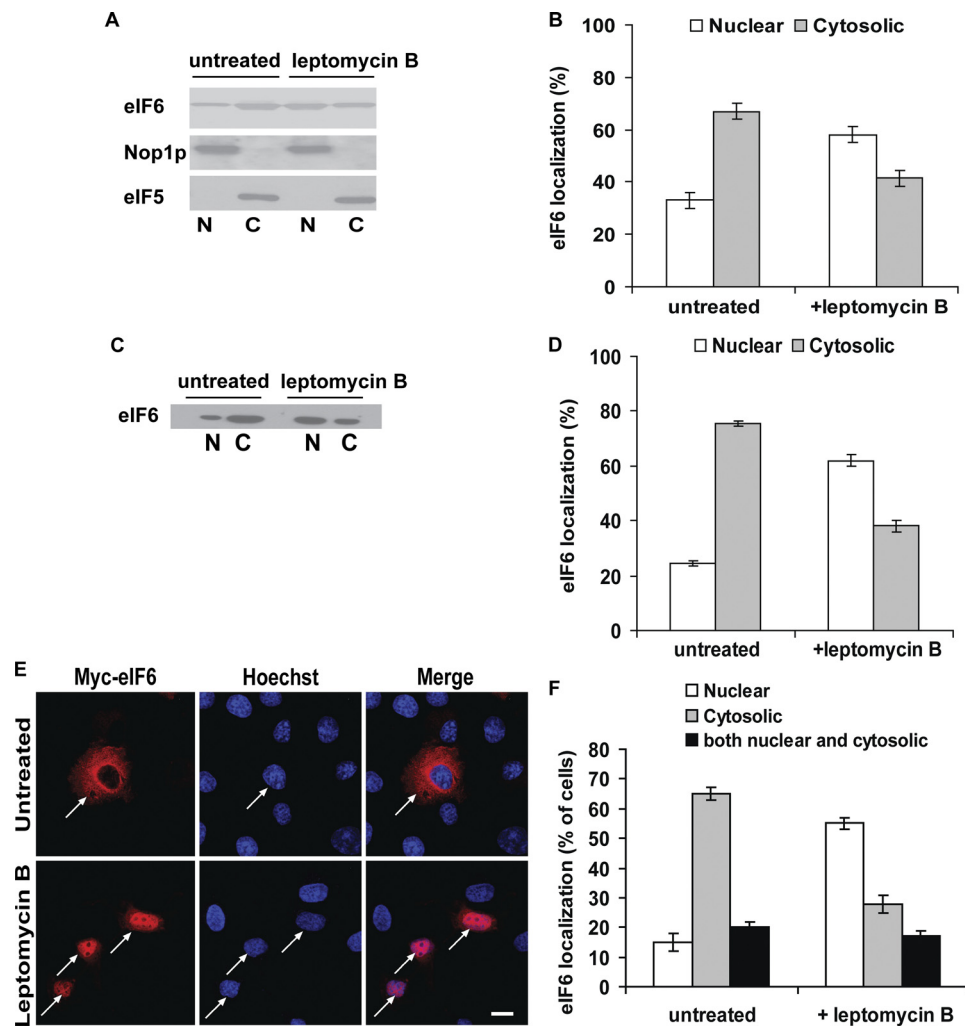 A
untreated leptomycin B
eIF6
Nop1p
eIF5
N C N C
B
Nuclear Cytosolic
eIF6 localization (%)
100
80
60
40
20
0
untreated +leptomycin B
C
untreated leptomycin B
eIF6
N C N C
D
Nuclear Cytosolic
eIF6 localization (%)
100
80
60
40
20
0
untreated +leptomycin B
E
Myc-eIF6 Hoechst Merge
Untreated
Leptomycin B
F
Nuclear
Cytosolic
both nuclear and cytosolic
eIF6 localization (% of cells)
80
70
60
50
40
30
20
10
0
untreated + leptomycin B